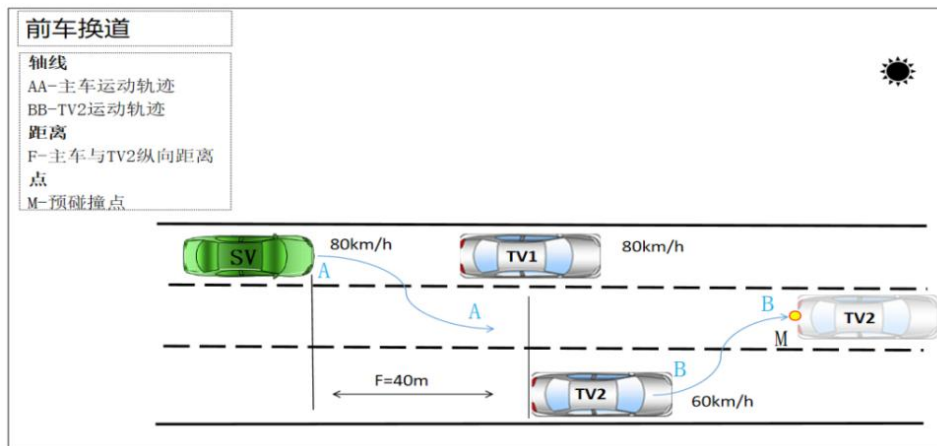 前车换道
轴线
AA-主车运动轨迹
BB-TV2运动轨迹
距离
F-主车与TV2纵向距离
点
M-预碰撞点
SV
80km/h
TV1
80km/h
A
A
B
TV2
M
F=40m
TV2
B
60km/h